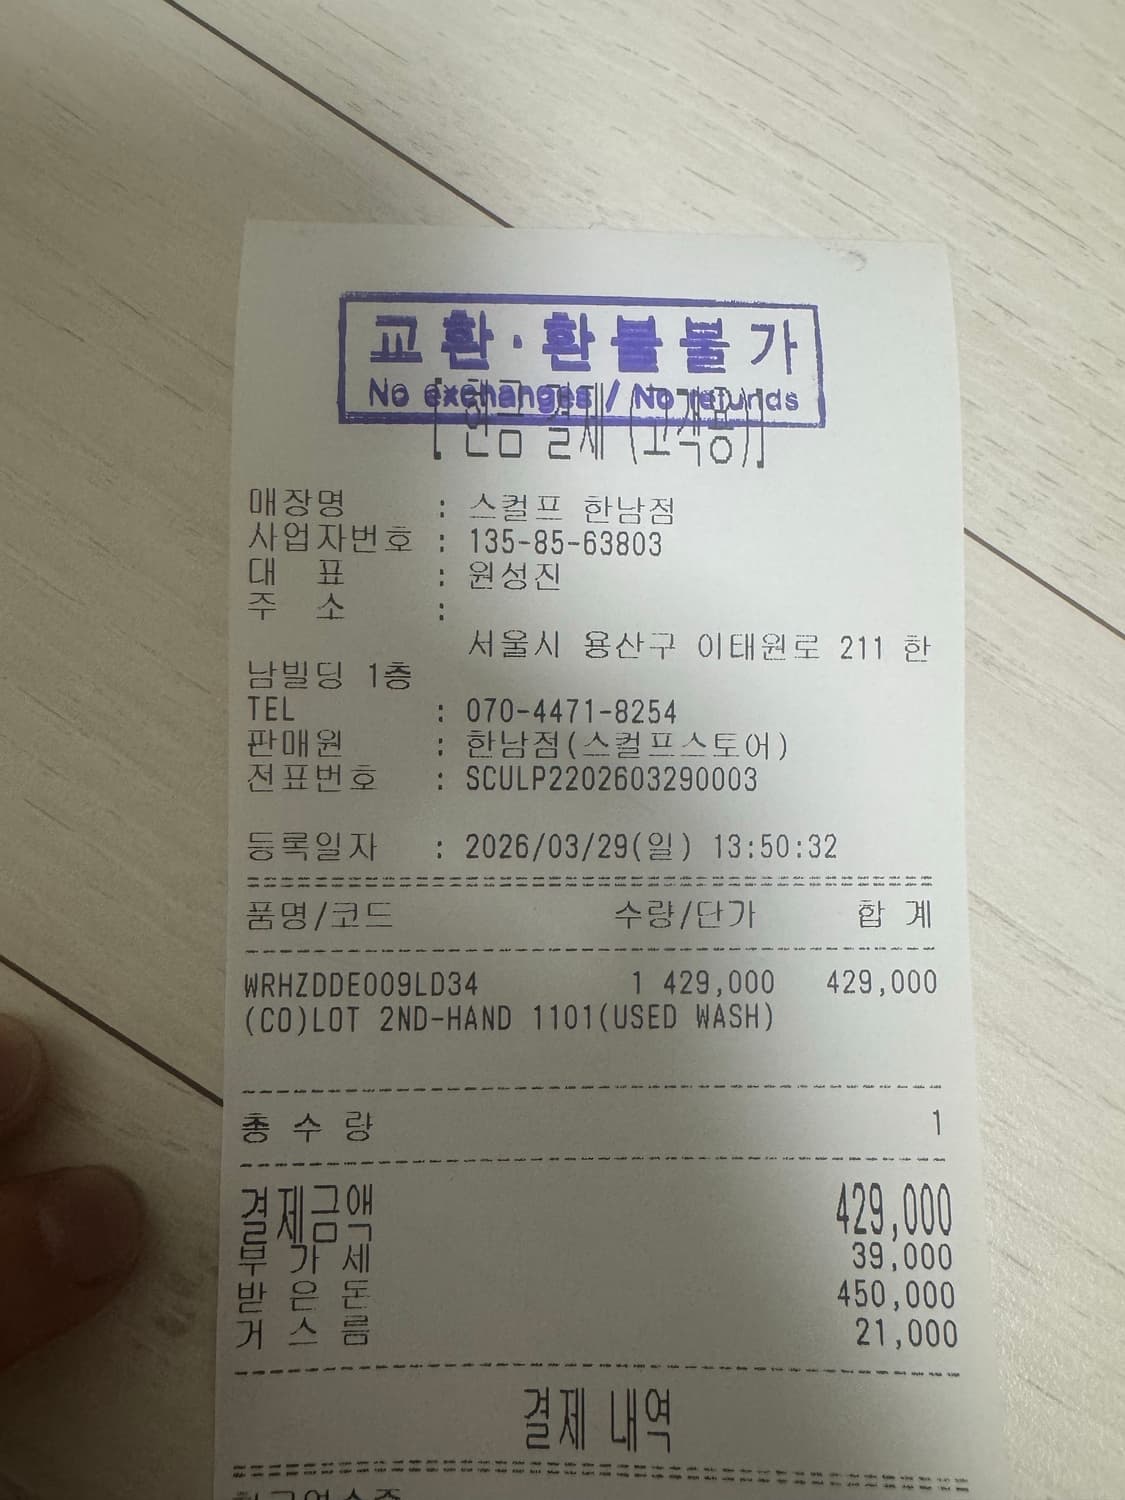 교환·환불불가
No exchanges / No refunds
[ 현금 결제 (고객용)]
매장명 : 스컬프 한남점
사업자번호 : 135-85-63803
대 표 : 원성진
주 소 :
서울시 용산구 이태원로 211 한
남빌딩 1층
TEL : 070-4471-8254
판매원 : 한남점(스컬프스토어)
전표번호 : SCULP2202603290003
등록일자 : 2026/03/29(일) 13:50:32
품명/코드 수량/단가 합 계
WRHZDDE009LD34 1 429,000 429,000
(CO)LOT 2ND-HAND 1101(USED WASH)
총 수 량 1
결제금액 429,000
부 가 세 39,000
받 은 돈 450,000
거 스 름 21,000
결제 내역